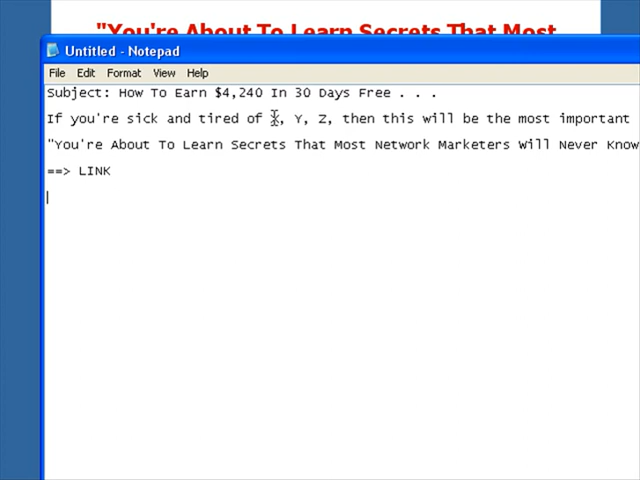 "You're About To Learn Secrets That Most
Untitled - Notepad
File Edit Format View Help
Subject: How To Earn $4,240 In 30 Days Free . . .
If you're sick and tired of X, Y, Z, then this will be the most important
"You're About To Learn Secrets That Most Network Marketers Will Never Know
==> LINK